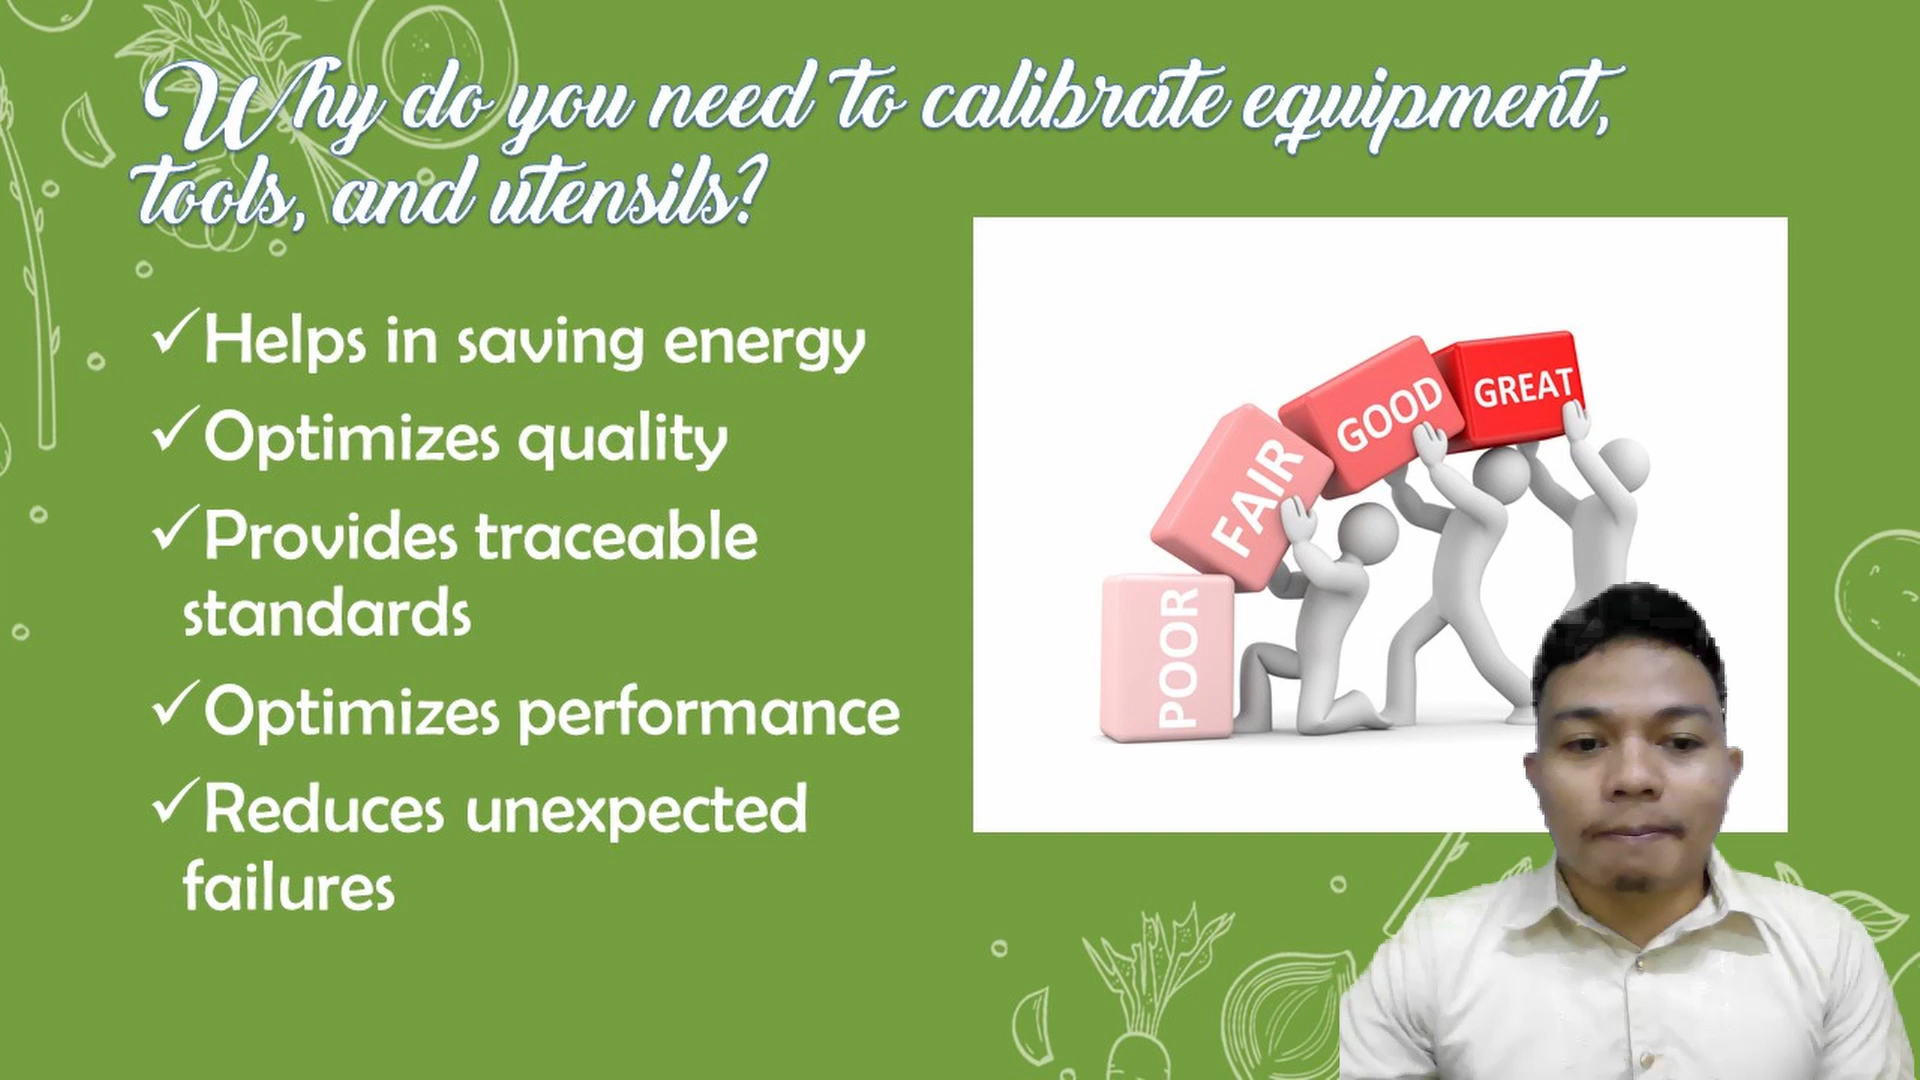 Why do you need to calibrate equipment,
tools, and utensils?
✓Helps in saving energy
✓Optimizes quality
✓Provides traceable
standards
✓Optimizes performance
✓Reduces unexpected
failures
POOR
FAIR
GOOD
GREAT